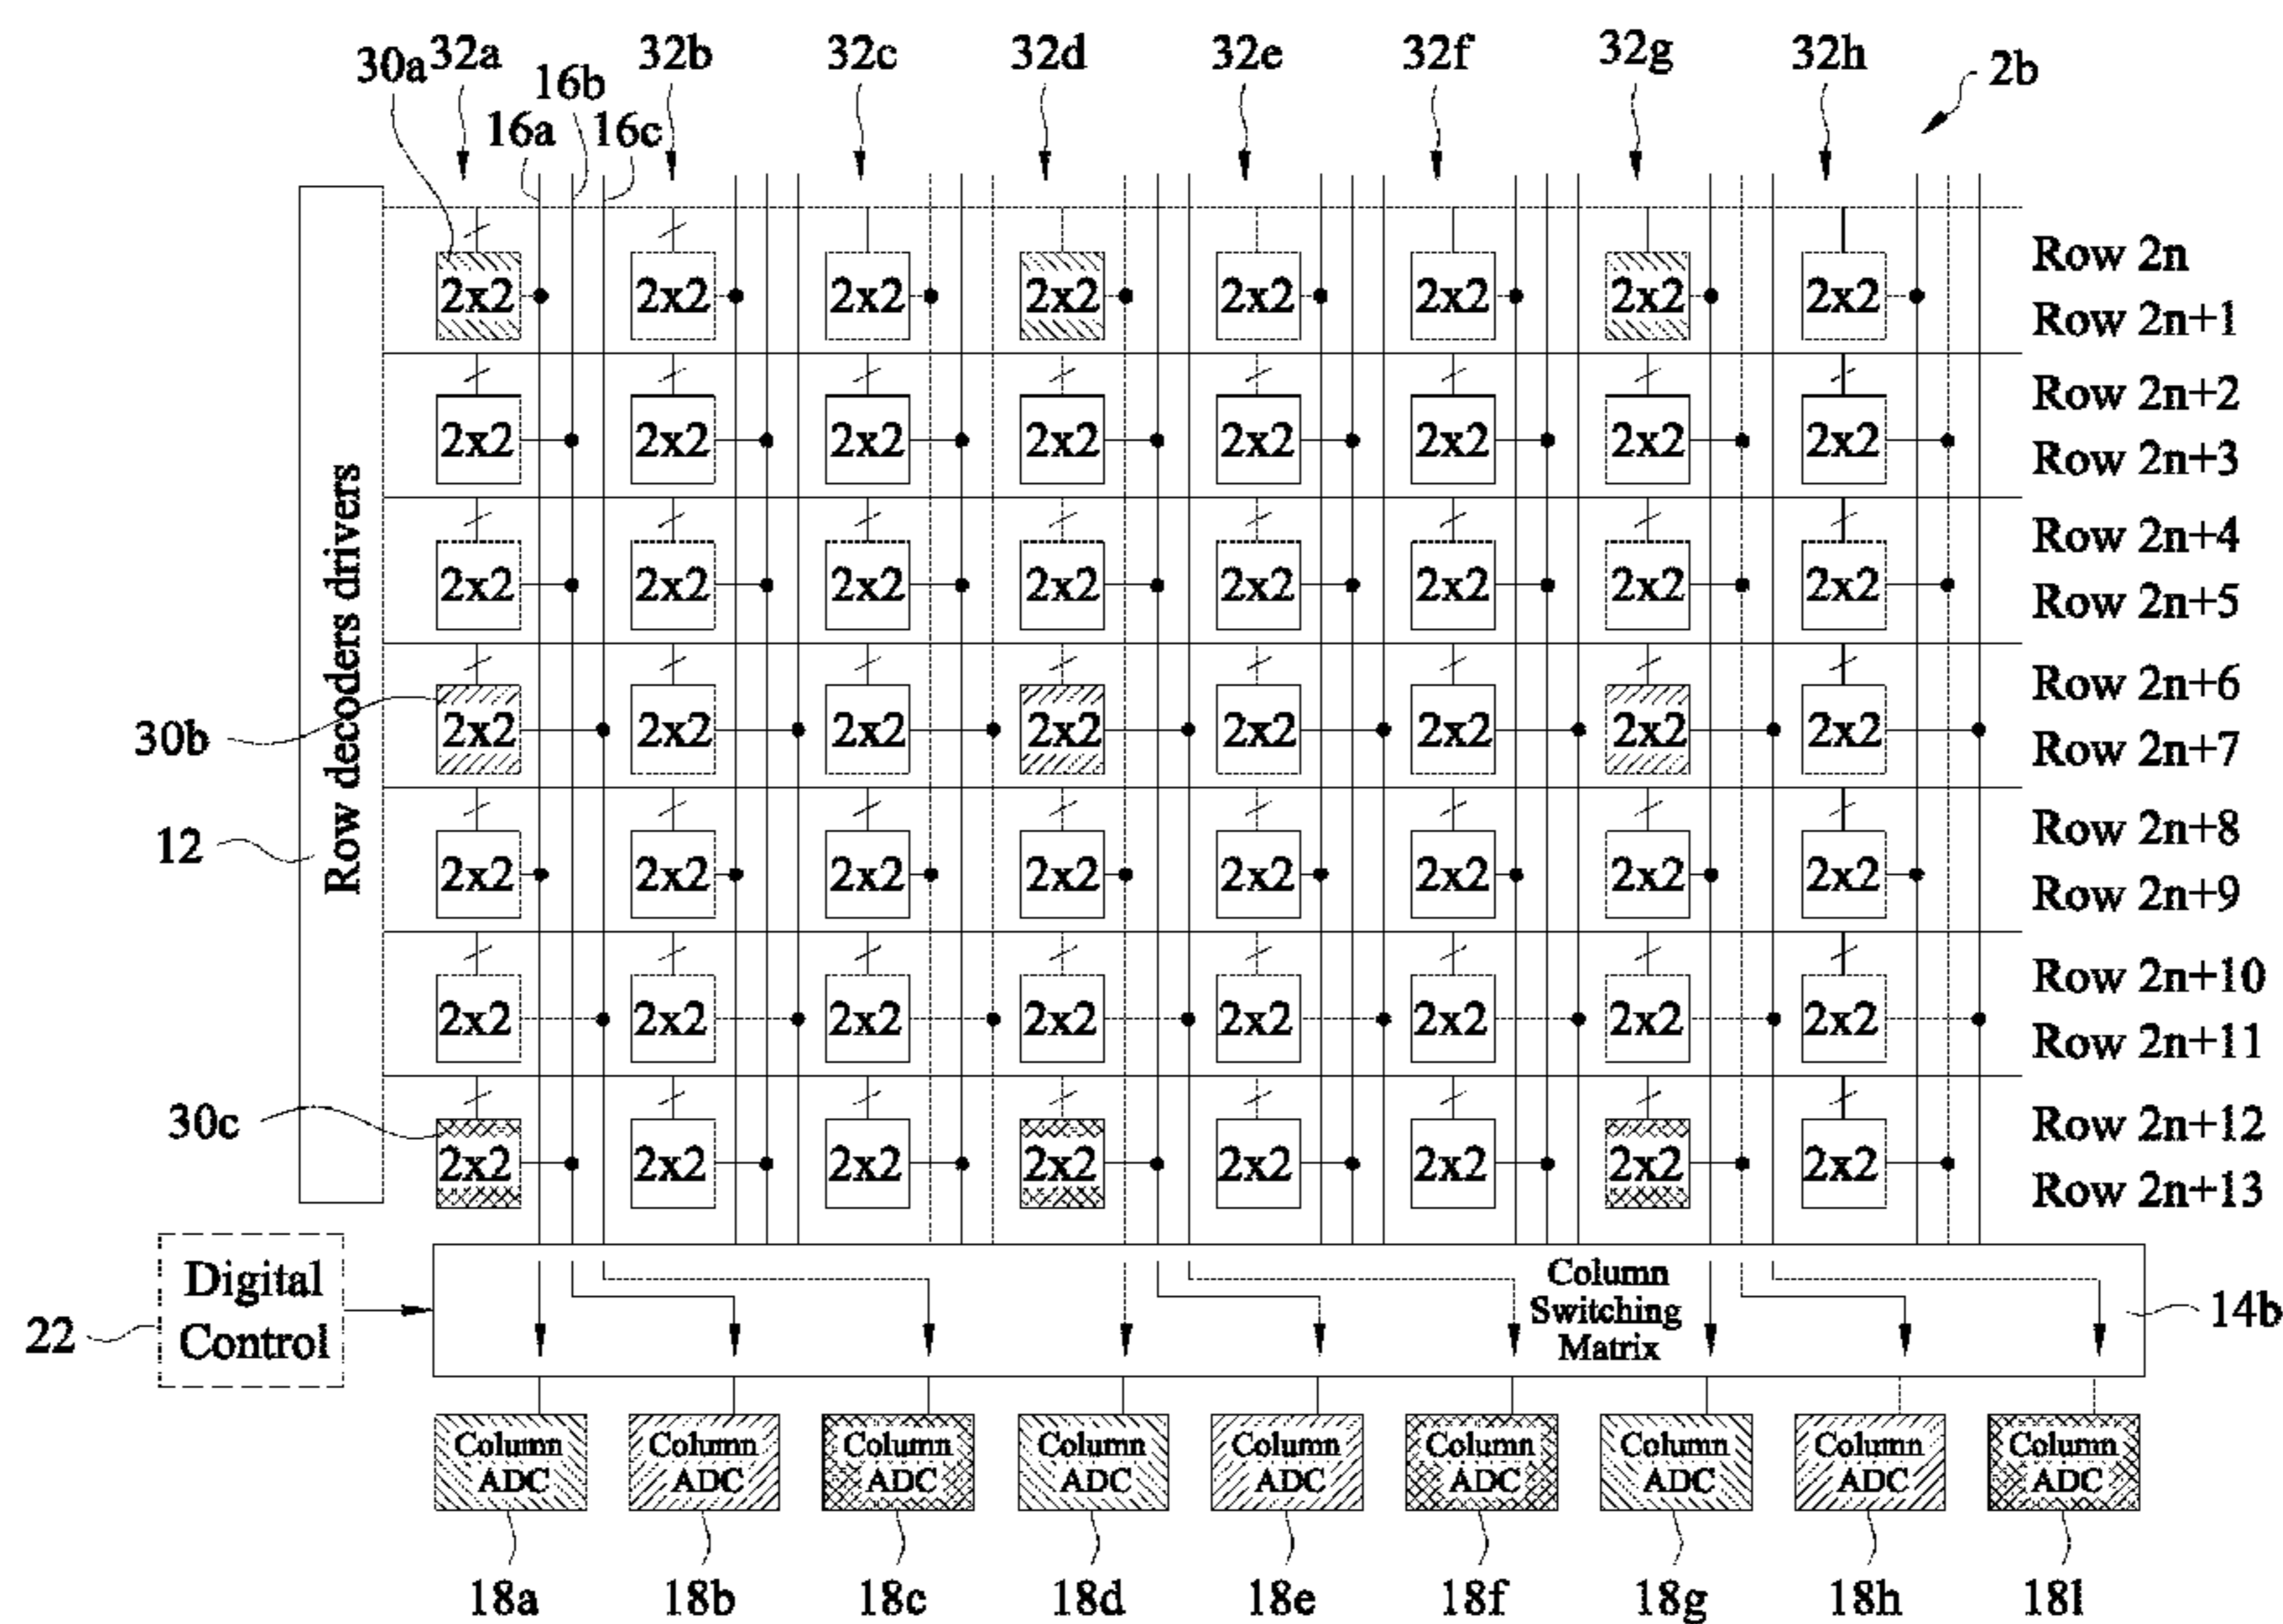 30a 32a 16b 32b 32c 32d 32e 32f 32g 32h 2b
16a 16c
2x2 2x2 2x2 2x2 2x2 2x2 2x2 2x2
Row 2n
Row 2n+1
2x2 2x2 2x2 2x2 2x2 2x2 2x2 2x2
Row 2n+2
Row 2n+3
2x2 2x2 2x2 2x2 2x2 2x2 2x2 2x2
Row 2n+4
Row 2n+5
30b
2x2 2x2 2x2 2x2 2x2 2x2 2x2 2x2
Row 2n+6
Row 2n+7
Row decoders drivers
12
2x2 2x2 2x2 2x2 2x2 2x2 2x2 2x2
Row 2n+8
Row 2n+9
2x2 2x2 2x2 2x2 2x2 2x2 2x2 2x2
Row 2n+10
Row 2n+11
30c
2x2 2x2 2x2 2x2 2x2 2x2 2x2 2x2
Row 2n+12
Row 2n+13
Digital
Control
22
Column
Switching
Matrix
14b
Column Column Column Column Column Column Column Column Column
ADC ADC ADC ADC ADC ADC ADC ADC ADC
18a 18b 18c 18d 18e 18f 18g 18h 18l